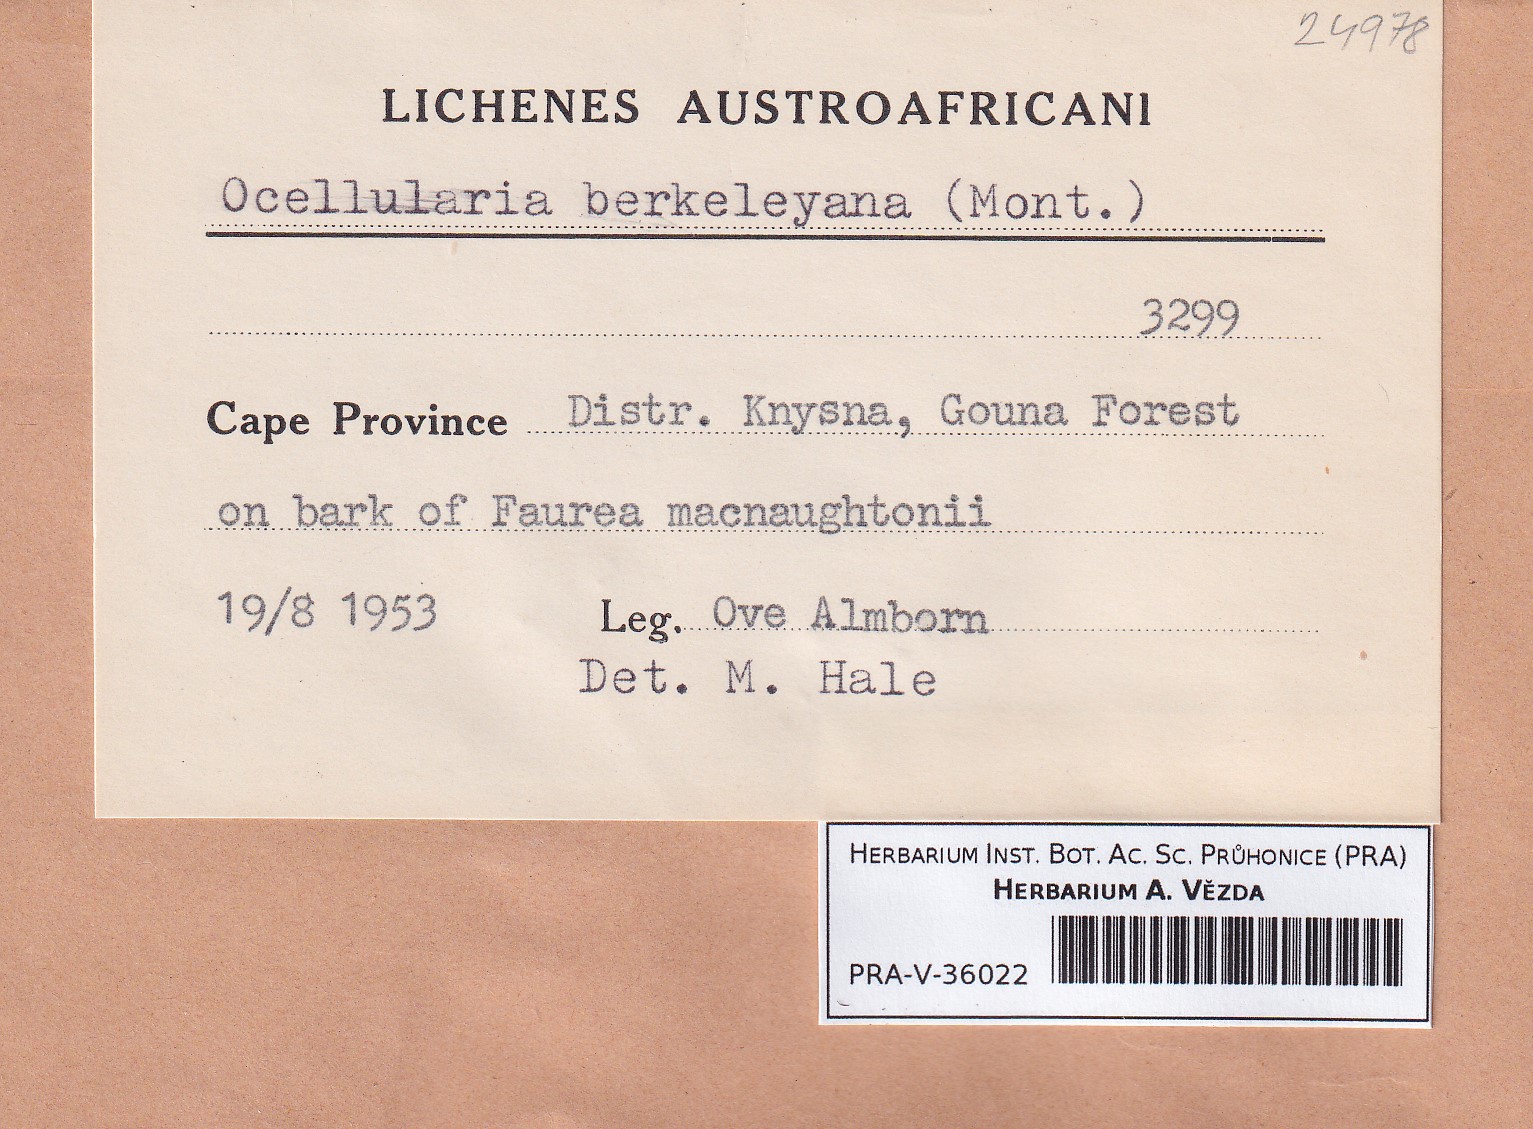 24978
LICHENES AUSTROAFRICANI
Ocellularia berkeleyana (Mont.)
3299
Cape Province Distr. Knysna, Gouna Forest
on bark of Faurea macnaughtonii
19/8 1953 Leg. Ove Almborn
Det. M. Hale
HERBARIUM INST. BOT. AC. SC. PRŮHONICE (PRA)
HERBARIUM A. VĚZDA
PRA-V-36022